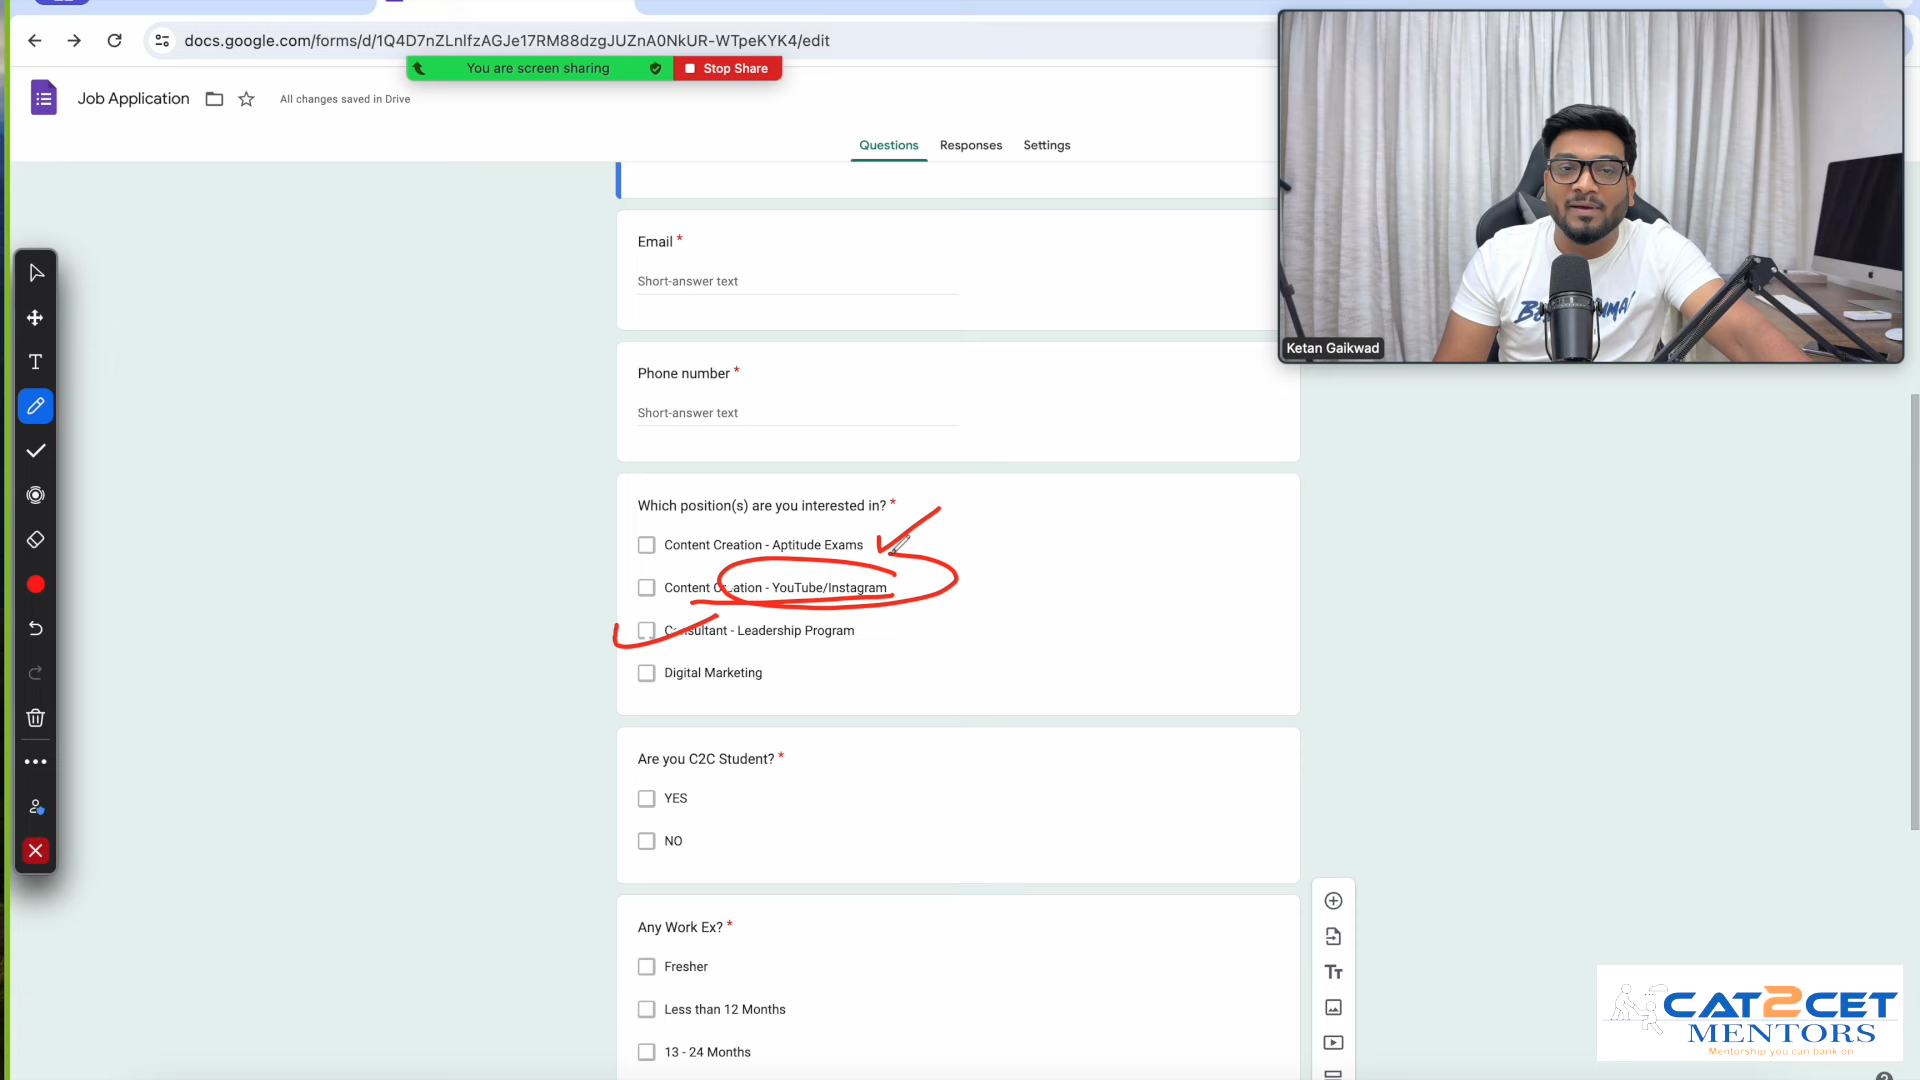 docs.google.com/forms/d/1Q4D7nZLnlfzAGJe17RM88dzgJUZnA0NkUR-WTpeKYK4/edit
You are screen sharing
Stop Share
Job Application
All changes saved in Drive
Questions
Responses
Settings
Email *
Short-answer text
Ketan Gaikwad
Phone number *
Short-answer text
Which position(s) are you interested in? *
Content Creation - Aptitude Exams
Content Creation - YouTube/Instagram
Consultant - Leadership Program
Digital Marketing
Are you C2C Student? *
YES
NO
Any Work Ex? *
Fresher
Less than 12 Months
13 - 24 Months
CAT2CET
MENTORS
Mentorship you can bank on